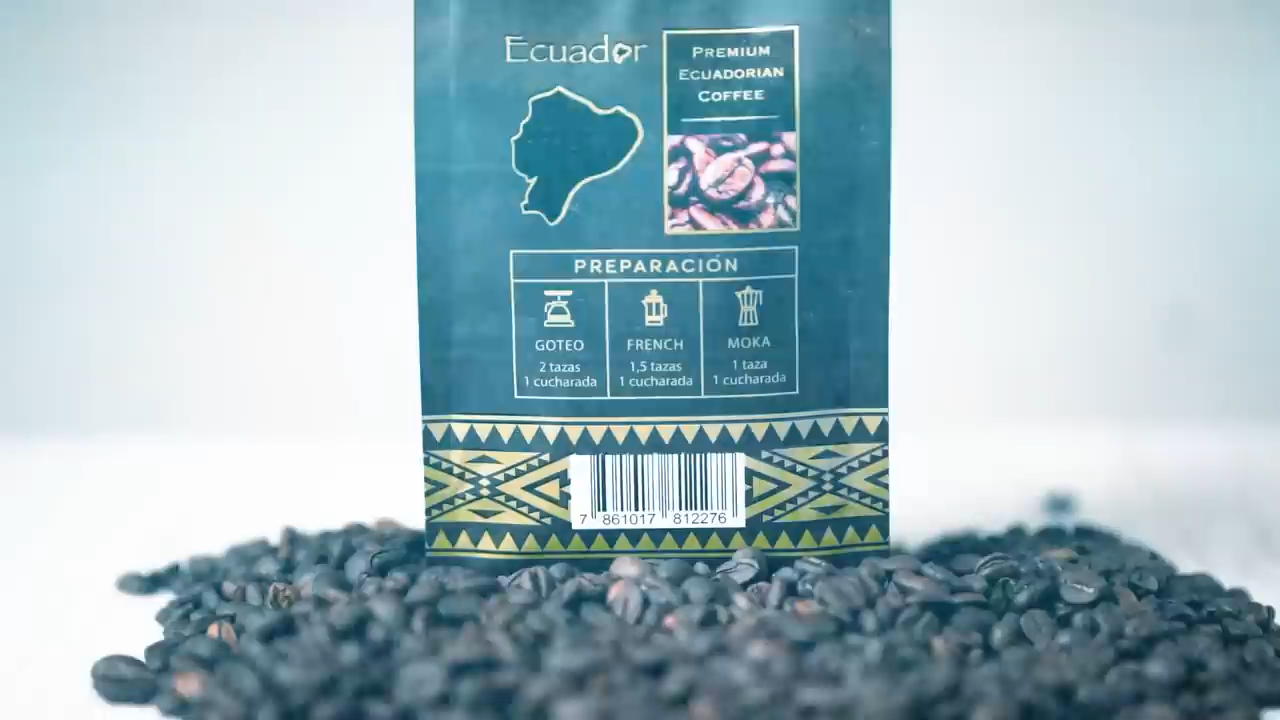 Ecuador
PREMIUM
ECUADORIAN
COFFEE
PREPARACIÓN
GOTEO
2 tazas
1 cucharada
FRENCH
1,5 tazas
1 cucharada
MOKA
1 taza
1 cucharada
7 861017 812276